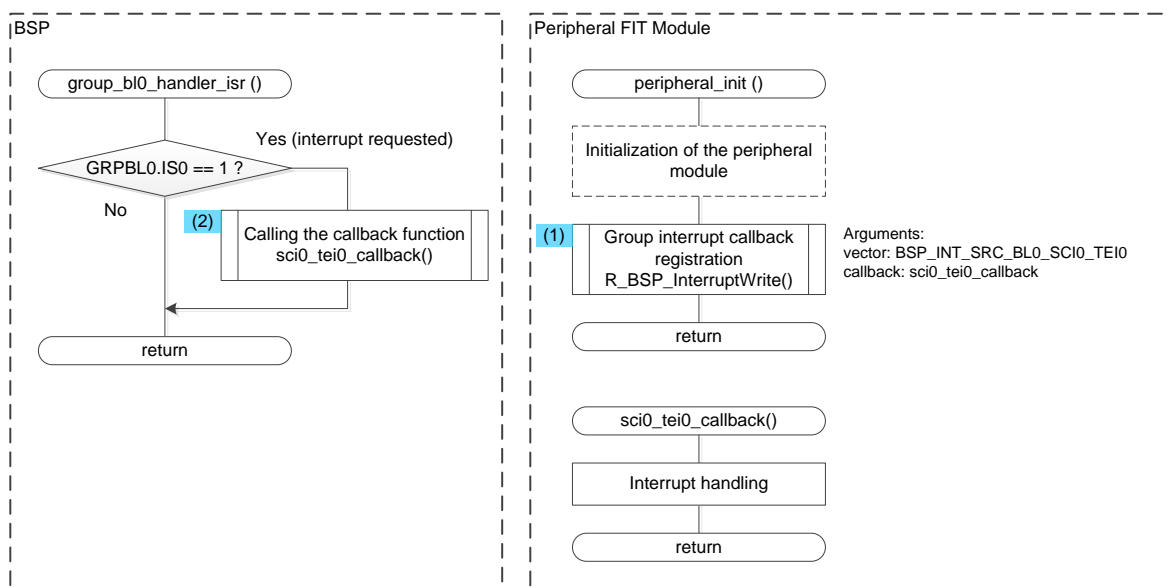 BSP
group_bl0_handler_isr ()
Yes (interrupt requested)
GRPBL0.IS0 == 1 ?
No
(2)
Calling the callback function
sci0_tei0_callback()
return
Peripheral FIT Module
peripheral_init ()
Initialization of the peripheral
module
(1)
Group interrupt callback
registration
R_BSP_InterruptWrite()
Arguments:
vector: BSP_INT_SRC_BL0_SCI0_TEI0
callback: sci0_tei0_callback
return
sci0_tei0_callback()
Interrupt handling
return